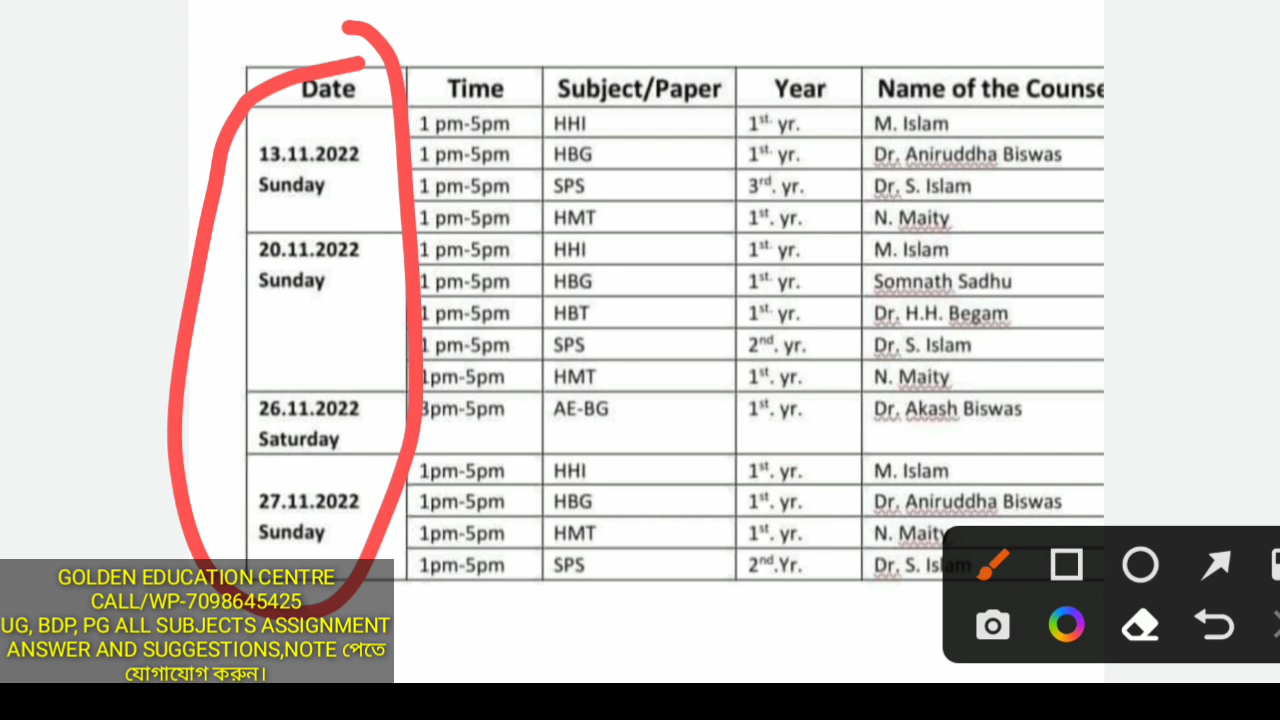 Date Time Subject/Paper Year Name of the Counse
1 pm-5pm HHI 1st. yr. M. Islam
13.11.2022 1 pm-5pm HBG 1st. yr. Dr. Aniruddha Biswas
Sunday 1 pm-5pm SPS 3rd. yr. Dr. S. Islam
1 pm-5pm HMT 1st. yr. N. Maity
20.11.2022 1 pm-5pm HHI 1st. yr. M. Islam
Sunday 1 pm-5pm HBG 1st. yr. Somnath Sadhu
1 pm-5pm HBT 1st. yr. Dr. H.H. Begam
1 pm-5pm SPS 2nd. yr. Dr. S. Islam
1pm-5pm HMT 1st. yr. N. Maity
26.11.2022 3pm-5pm AE-BG 1st. yr. Dr. Akash Biswas
Saturday
1pm-5pm HHI 1st. yr. M. Islam
27.11.2022 1pm-5pm HBG 1st. yr. Dr. Aniruddha Biswas
Sunday 1pm-5pm HMT 1st. yr. N. Maity
1pm-5pm SPS 2nd.Yr. Dr. S. Islam
GOLDEN EDUCATION CENTRE
CALL/WP-7098645425
UG, BDP, PG ALL SUBJECTS ASSIGNMENT
ANSWER AND SUGGESTIONS,NOTE পেতে
যোগাযোগ করুন।